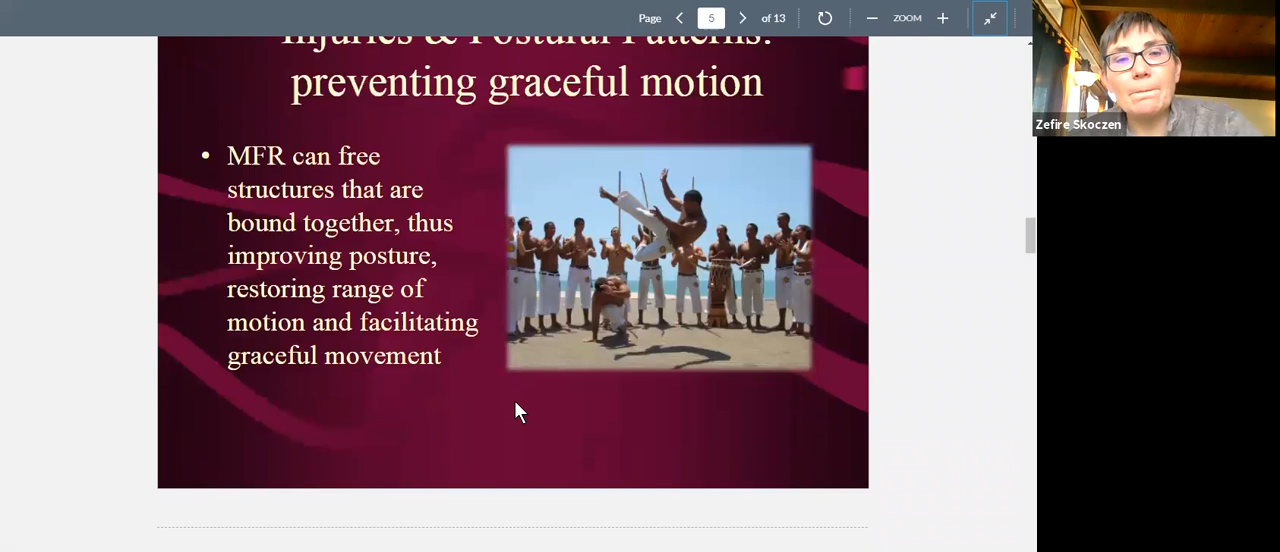 Page 5 of 13 ZOOM
Injuries & Postural Patterns:
preventing graceful motion
Zefire Skoczen
• MFR can free
structures that are
bound together, thus
improving posture,
restoring range of
motion and facilitating
graceful movement